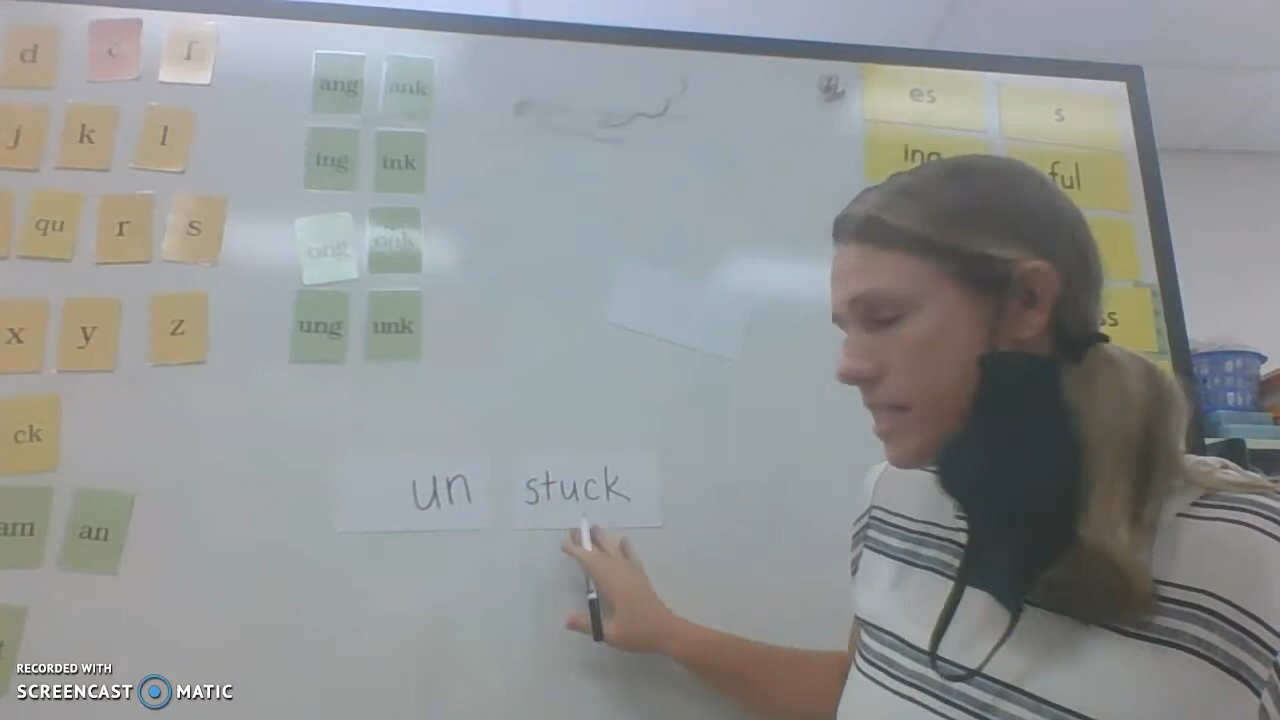 d c f
j k l
qu r s
x y z
ck
am an
ang ank
ing ink
ong onk
ung unk
es s
ing ful
un stuck
RECORDED WITH
SCREENCAST MATIC